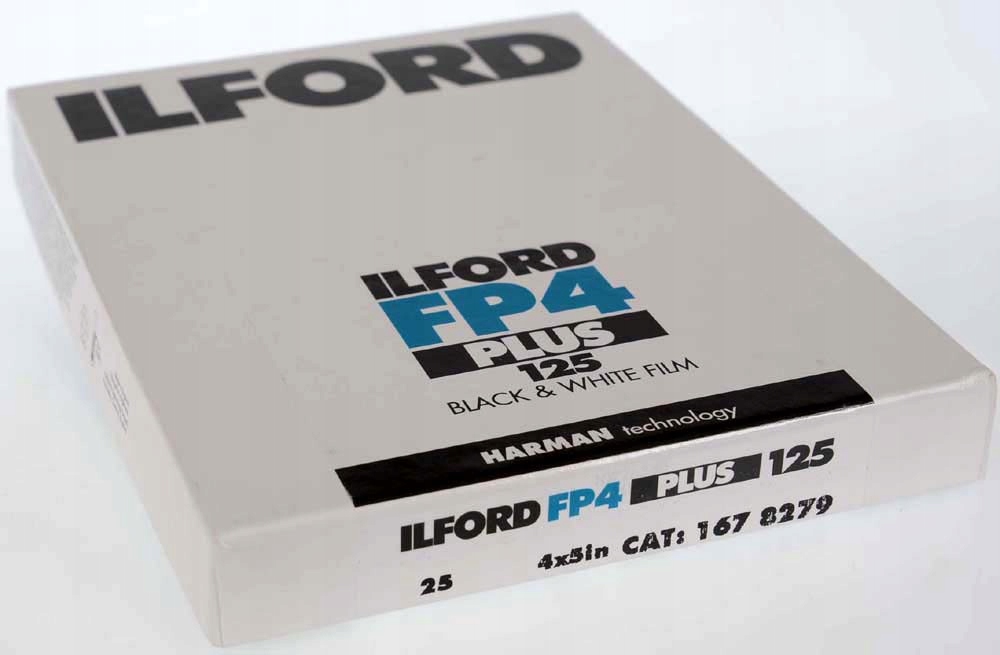 ILFORD
ILFORD
FP4
PLUS
125
BLACK & WHITE FILM
HARMAN technology
ILFORD FP4 PLUS 125
25 4x5in CAT: 167 8279